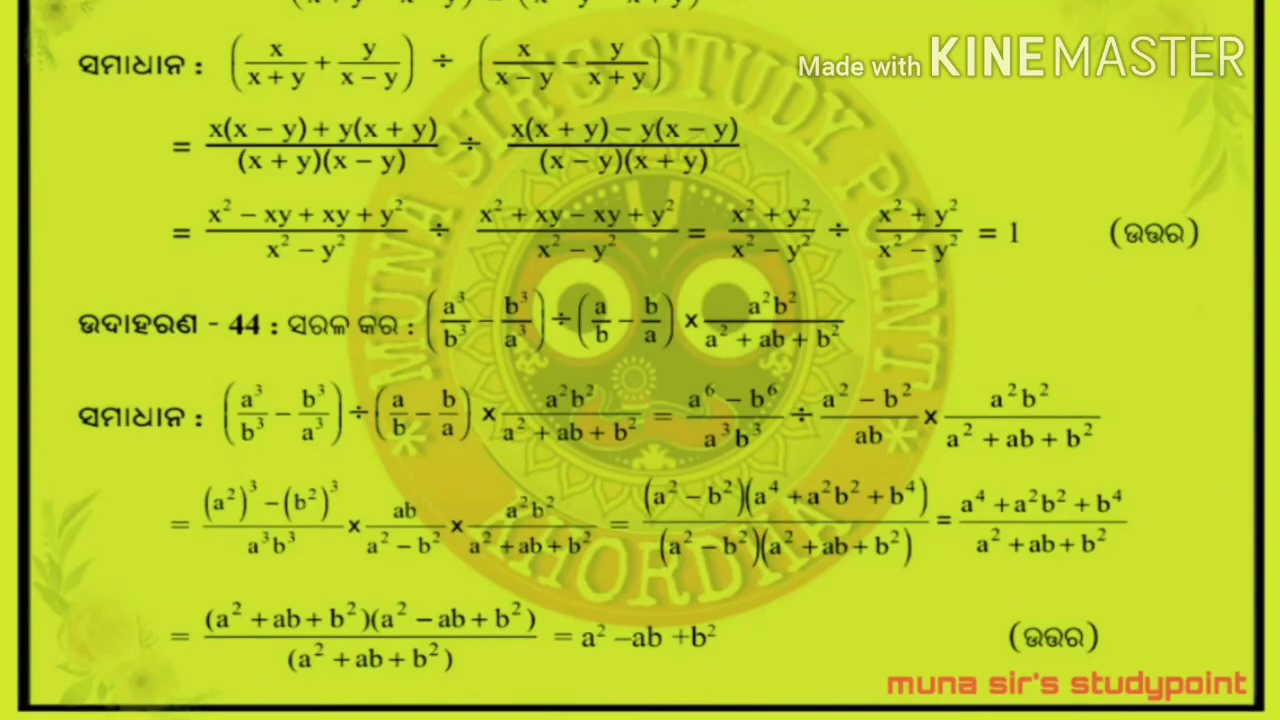 Made with KINEMASTER
ସମାଧାନ : (x/(x + y) + y/(x − y)) ÷ (x/(x − y) − y/(x + y))
= (x(x − y) + y(x + y))/((x + y)(x − y)) ÷ (x(x + y) − y(x − y))/((x − y)(x + y))
= (x² − xy + xy + y²)/(x² − y²) ÷ (x² + xy − xy + y²)/(x² − y²) = (x² + y²)/(x² − y²) ÷ (x² + y²)/(x² − y²) = 1 (ଉତ୍ତର)
ଉଦାହରଣ - 44 : ସରଳ କର : (a³/b³ − b³/a³) ÷ (a/b − b/a) x a²b²/(a² + ab + b²)
ସମାଧାନ : (a³/b³ − b³/a³) ÷ (a/b − b/a) x a²b²/(a² + ab + b²) = (a⁶ − b⁶)/a³b³ ÷ (a² − b²)/ab x a²b²/(a² + ab + b²)
= ((a²)³ − (b²)³)/a³b³ x ab/(a² − b²) x a²b²/(a² + ab + b²) = (a² − b²)(a⁴ + a²b² + b⁴)/(a² − b²)(a² + ab + b²) = (a⁴ + a²b² + b⁴)/(a² + ab + b²)
= (a² + ab + b²)(a² − ab + b²)/(a² + ab + b²) = a² –ab +b² (ଉତ୍ତର)
MUNA SIR'S STUDY POINT
* KHORDHA *
muna sir's studypoint